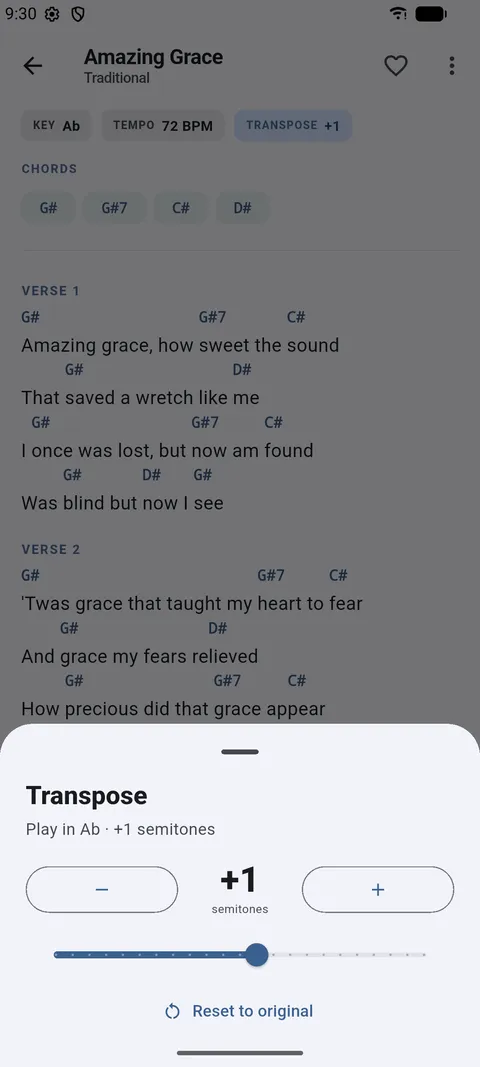 9:30
Amazing Grace
Traditional
KEY Ab TEMPO 72 BPM TRANSPOSE +1
CHORDS
G# G#7 C# D#
VERSE 1
G# G#7 C#
Amazing grace, how sweet the sound
G# D#
That saved a wretch like me
G# G#7 C#
I once was lost, but now am found
G# D# G#
Was blind but now I see
VERSE 2
G# G#7 C#
'Twas grace that taught my heart to fear
G# D#
And grace my fears relieved
G# G#7 C#
How precious did that grace appear
Transpose
Play in Ab · +1 semitones
− +1 +
semitones
Reset to original